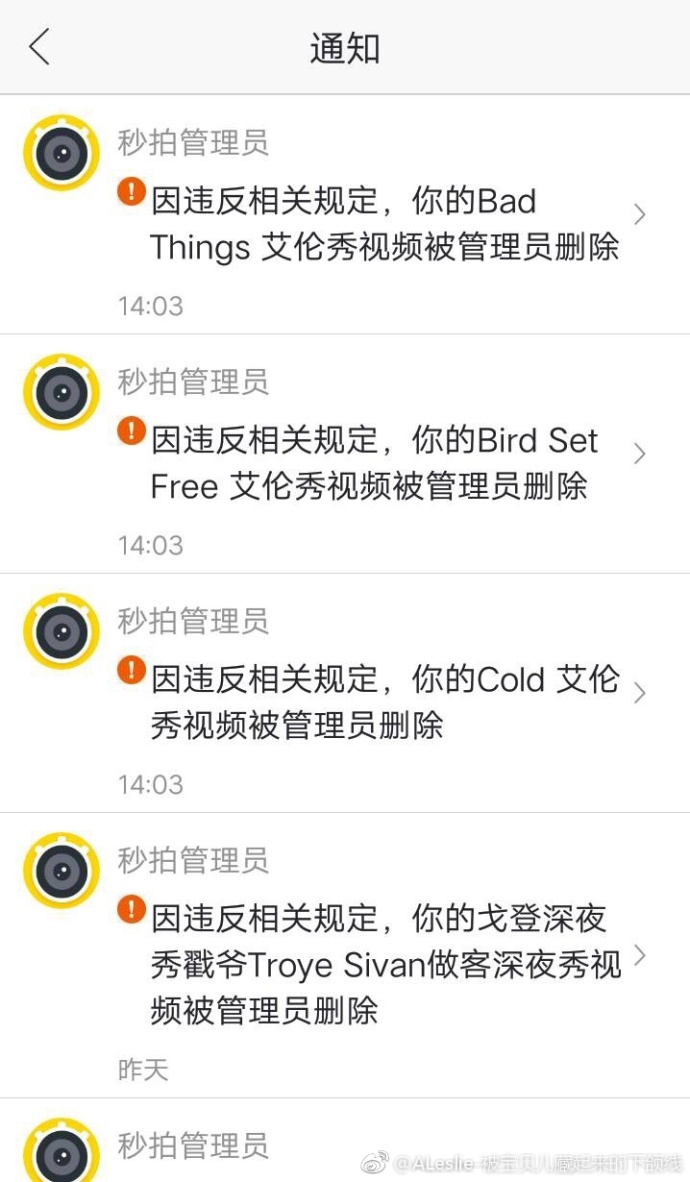 通知
秒拍管理员
因违反相关规定，你的Bad
Things 艾伦秀视频被管理员删除
14:03
秒拍管理员
因违反相关规定，你的Bird Set
Free 艾伦秀视频被管理员删除
14:03
秒拍管理员
因违反相关规定，你的Cold 艾伦
秀视频被管理员删除
14:03
秒拍管理员
因违反相关规定，你的戈登深夜
秀戳爷Troye Sivan做客深夜秀视
频被管理员删除
昨天
秒拍管理员
@ALeslie-被宝贝儿藏起来的下颌线